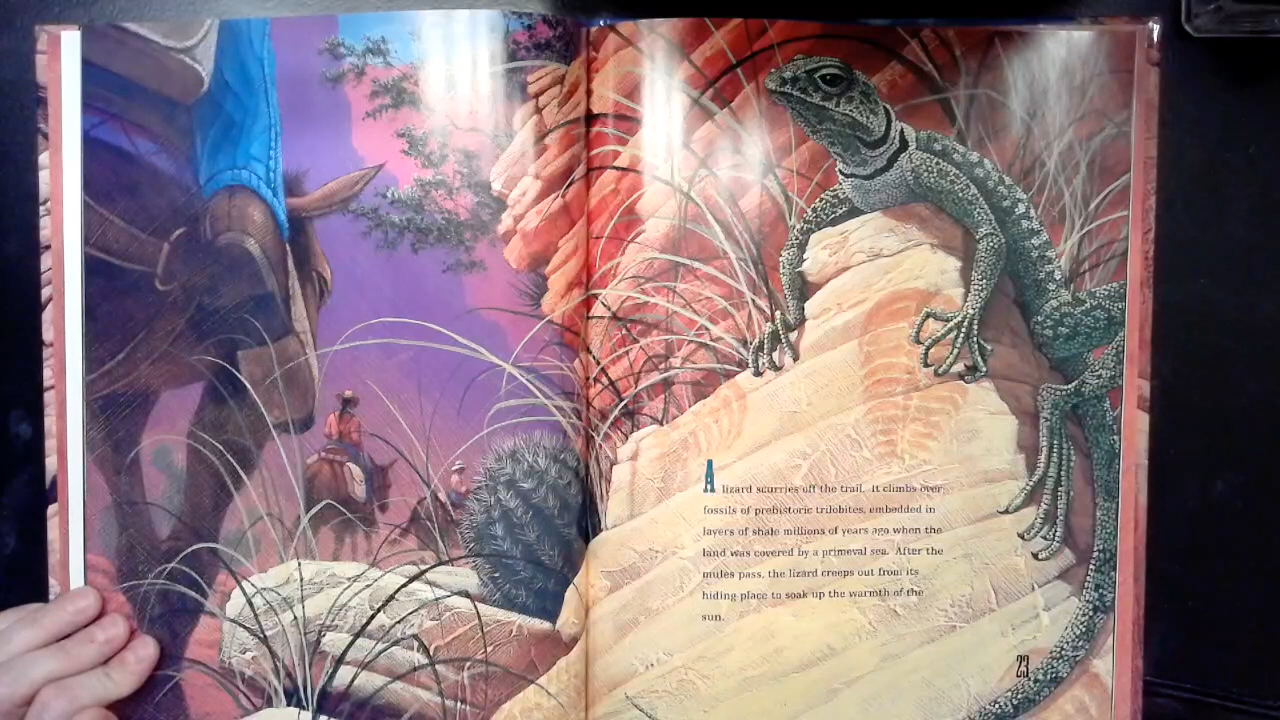 A lizard scurries off the trail. It climbs over
fossils of prehistoric trilobites, embedded in
layers of shale millions of years ago when the
land was covered by a primeval sea. After the
mules pass, the lizard creeps out from its
hiding place to soak up the warmth of the
sun.
23